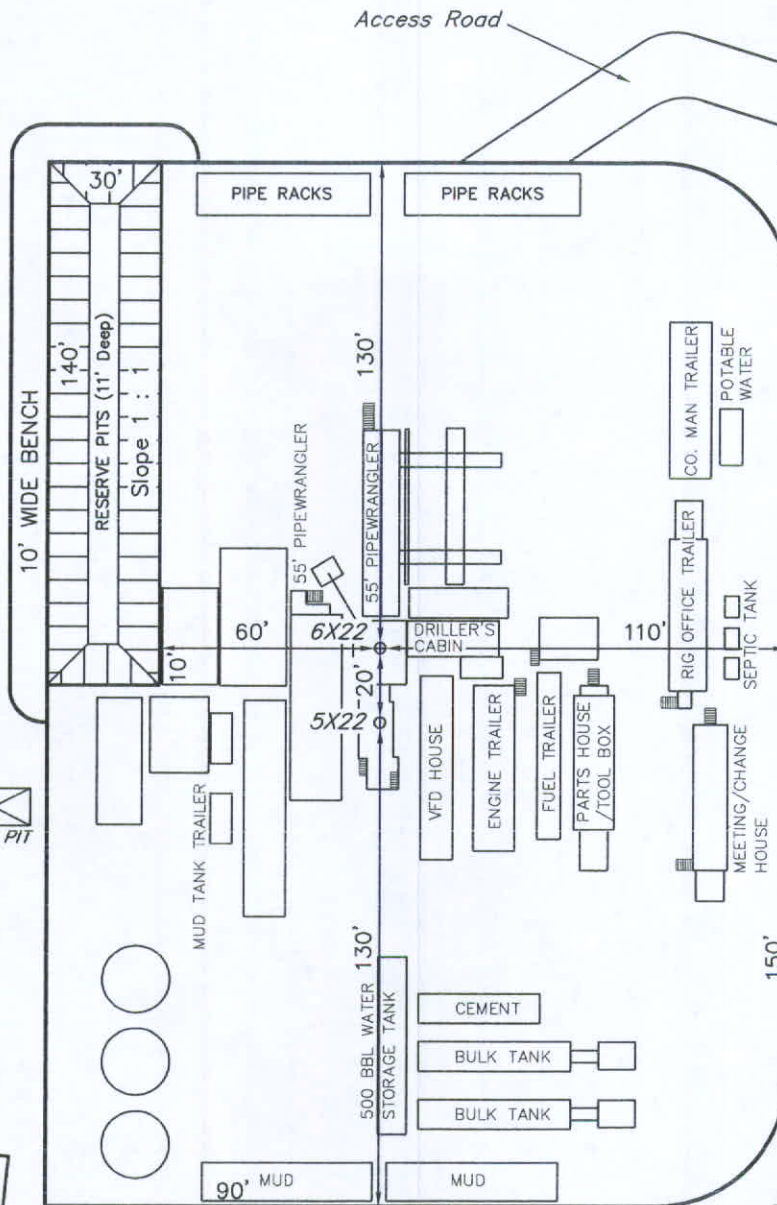 Access Road
30'
PIPE RACKS
PIPE RACKS
10' WIDE BENCH
140'
RESERVE PITS (11' Deep)
Slope 1 : 1
130'
CO. MAN TRAILER
POTABLE
WATER
55' PIPEWRANGLER
55' PIPEWRANGLER
10'
60'
6X22
DRILLER'S
CABIN
110'
RIG OFFICE TRAILER
SEPTIC TANK
20'
5X22
PIT
MUD TANK TRAILER
VFD HOUSE
ENGINE TRAILER
FUEL TRAILER
PARTS HOUSE
/TOOL BOX
MEETING/CHANGE
HOUSE
130'
150'
500 BBL WATER
STORAGE TANK
CEMENT
BULK TANK
BULK TANK
90'
MUD
MUD